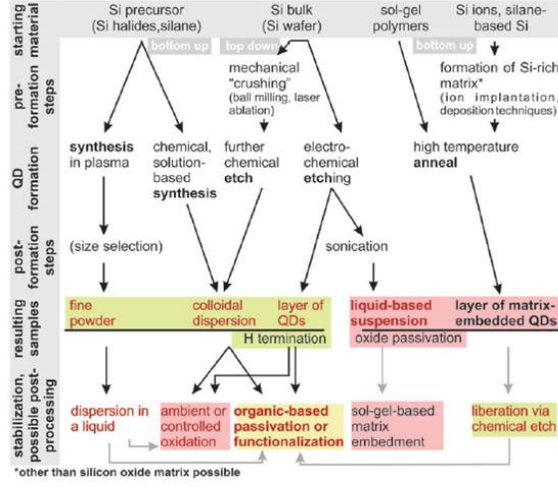 starting material
Si precursor
(Si halides,silane)
Si bulk
(Si wafer)
sol-gel
polymers
Si ions, silane-
based Si
bottom up
top down
bottom up
pre-
formation
steps
mechanical
"crushing"
(ball milling, laser
ablation)
formation of Si-rich
matrix*
(ion implantation,
deposition techniques)
QD
formation
synthesis
in plasma
chemical,
solution-
based
synthesis
further
chemical
etch
electro-
chemical
etching
high temperature
anneal
post-
formation
steps
(size selection)
sonication
resulting
samples
fine
powder
colloidal
dispersion
layer of
QDs
liquid-based
suspension
layer of matrix-
embedded QDs
H termination
oxide passivation
stabilization,
possible post-
processing
dispersion in
a liquid
ambient or
controlled
oxidation
organic-based
passivation or
functionalization
sol-gel-based
matrix
embedment
liberation via
chemical etch
*other than silicon oxide matrix possible